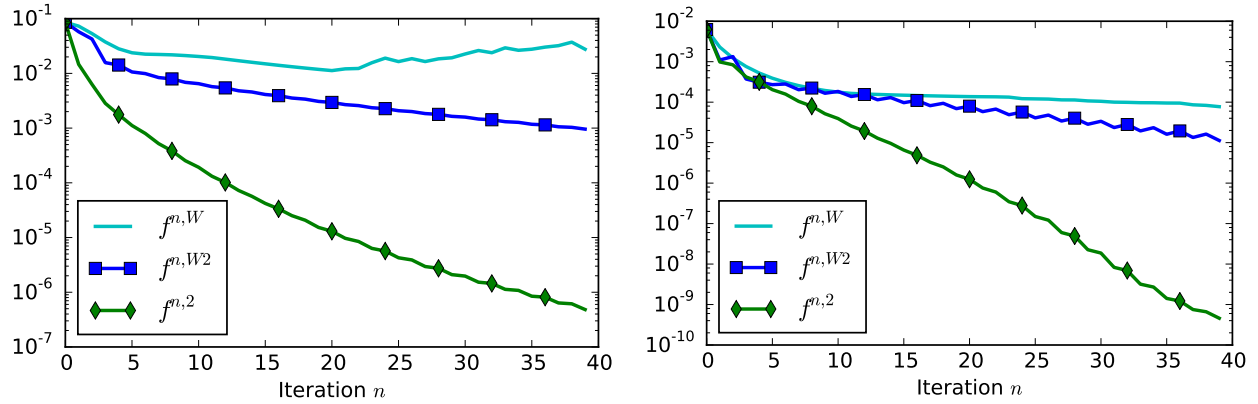 10^{-1}
10^{-2}
10^{-3}
10^{-4}
10^{-5}
10^{-6}
10^{-7}
f^{n,W}
f^{n,W2}
f^{n,2}
0 5 10 15 20 25 30 35 40
Iteration n
10^{-2}
10^{-3}
10^{-4}
10^{-5}
10^{-6}
10^{-7}
10^{-8}
10^{-9}
10^{-10}
f^{n,W}
f^{n,W2}
f^{n,2}
0 5 10 15 20 25 30 35 40
Iteration n